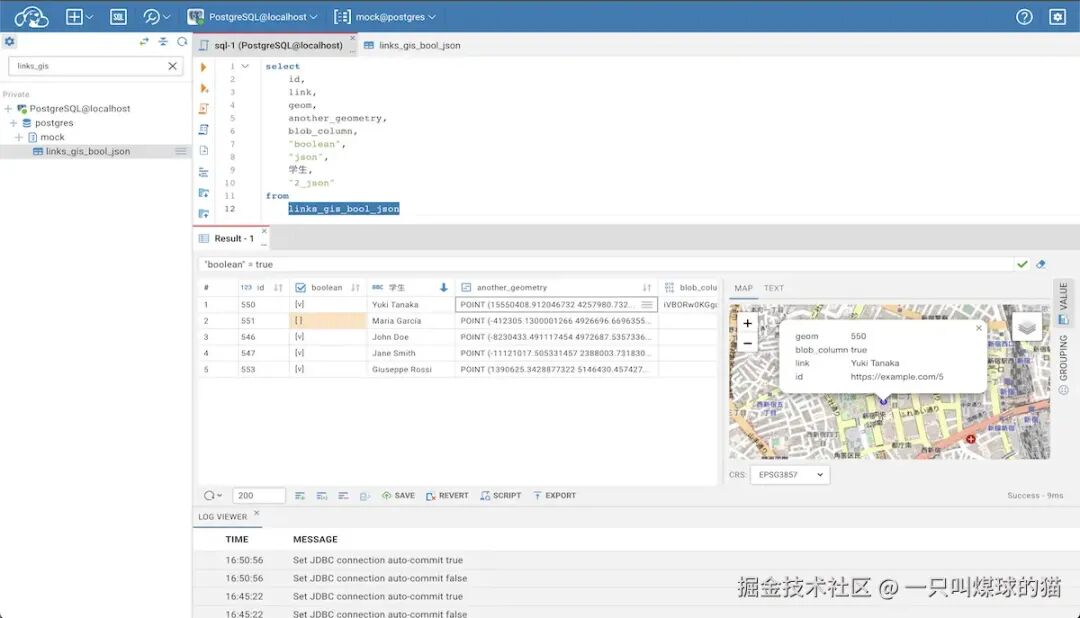 SQL PostgreSQL@localhost mock@postgres
links_gis
Private
PostgreSQL@localhost
postgres
mock
links_gis_bool_json
sql-1 (PostgreSQL@localhost) links_gis_bool_json
1 select
2 id,
3 link,
4 geom,
5 another_geometry,
6 blob_column,
7 "boolean",
8 "json",
9 学生,
10 "2_json"
11 from
12 links_gis_bool_json
Result - 1
"boolean" = true
# 123 id boolean ABC 学生 another_geometry blob_colu
1 550 [v] Yuki Tanaka POINT (15550408.912046732 4257980.732... iVBORw0KGgo
2 551 [ ] Maria García POINT (-412305.1300001266 4926696.6696355...
3 546 [v] John Doe POINT (-8230433.491117454 4972687.5357336...
4 547 [v] Jane Smith POINT (-11121017.505331457 2388003.731830...
5 553 [v] Giuseppe Rossi POINT (1390625.3428877322 5146430.457427...
MAP TEXT
+
−
geom 550
blob_column true
link Yuki Tanaka
id https://example.com/5
VALUE
GROUPING
CRS: EPSG3857
200 SAVE REVERT SCRIPT EXPORT Success - 9ms
LOG VIEWER
TIME MESSAGE
16:50:56 Set JDBC connection auto-commit true
16:50:56 Set JDBC connection auto-commit false
16:45:22 Set JDBC connection auto-commit true
16:45:22 Set JDBC connection auto-commit false
掘金技术社区 @ 一只叫煤球的猫